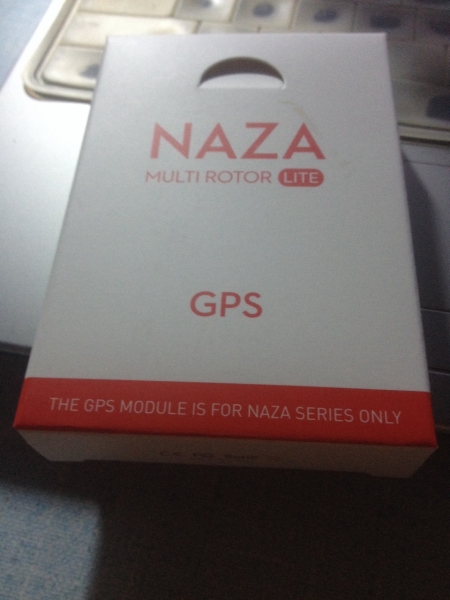 NAZA
MULTI ROTOR LITE
GPS
THE GPS MODULE IS FOR NAZA SERIES ONLY